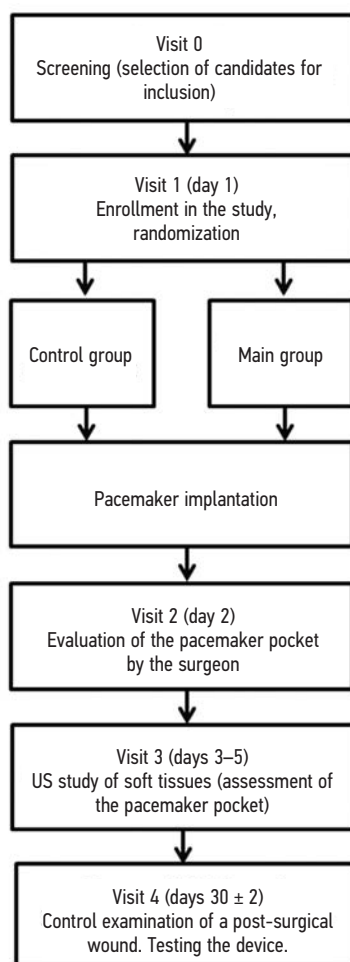 Visit 0
Screening (selection of candidates for
inclusion)
Visit 1 (day 1)
Enrollment in the study,
randomization
Control group
Main group
Pacemaker implantation
Visit 2 (day 2)
Evaluation of the pacemaker pocket
by the surgeon
Visit 3 (days 3–5)
US study of soft tissues (assessment of
the pacemaker pocket)
Visit 4 (days 30 ± 2)
Control examination of a post-surgical
wound. Testing the device.